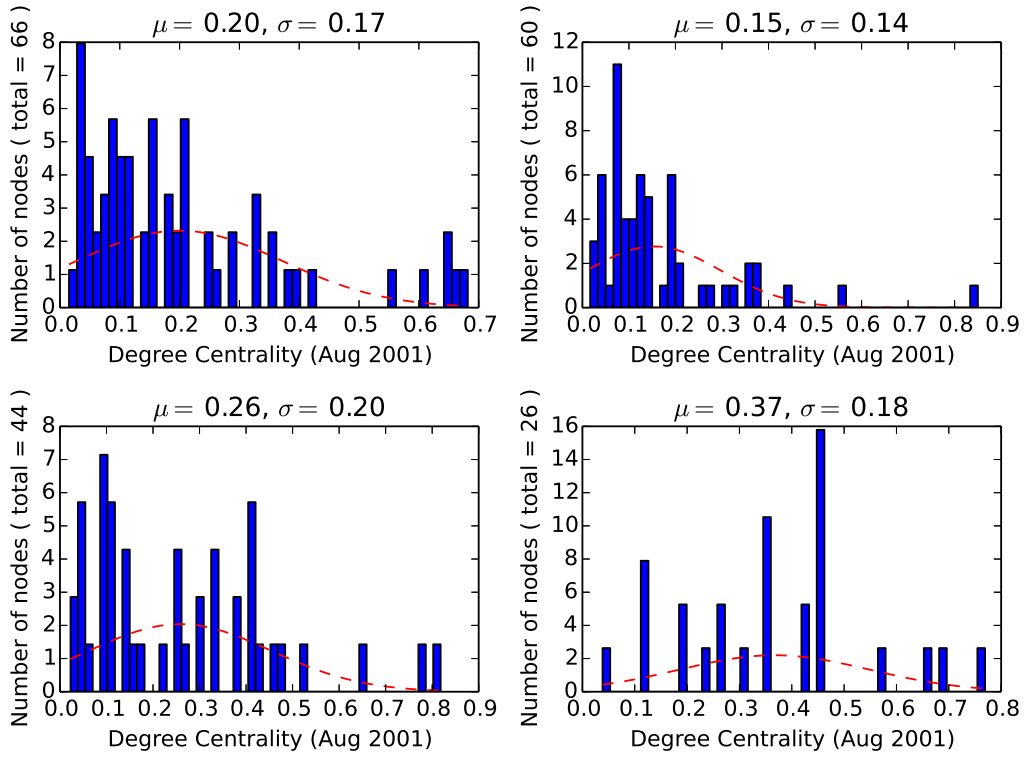 μ = 0.20, σ = 0.17
Number of nodes ( total = 66 )
8
7
6
5
4
3
2
1
0
0.0 0.1 0.2 0.3 0.4 0.5 0.6 0.7
Degree Centrality (Aug 2001)
μ = 0.15, σ = 0.14
Number of nodes ( total = 60 )
12
10
8
6
4
2
0
0.0 0.1 0.2 0.3 0.4 0.5 0.6 0.7 0.8 0.9
Degree Centrality (Aug 2001)
μ = 0.26, σ = 0.20
Number of nodes ( total = 44 )
8
7
6
5
4
3
2
1
0
0.0 0.1 0.2 0.3 0.4 0.5 0.6 0.7 0.8 0.9
Degree Centrality (Aug 2001)
μ = 0.37, σ = 0.18
Number of nodes ( total = 26 )
16
14
12
10
8
6
4
2
0
0.0 0.1 0.2 0.3 0.4 0.5 0.6 0.7 0.8
Degree Centrality (Aug 2001)